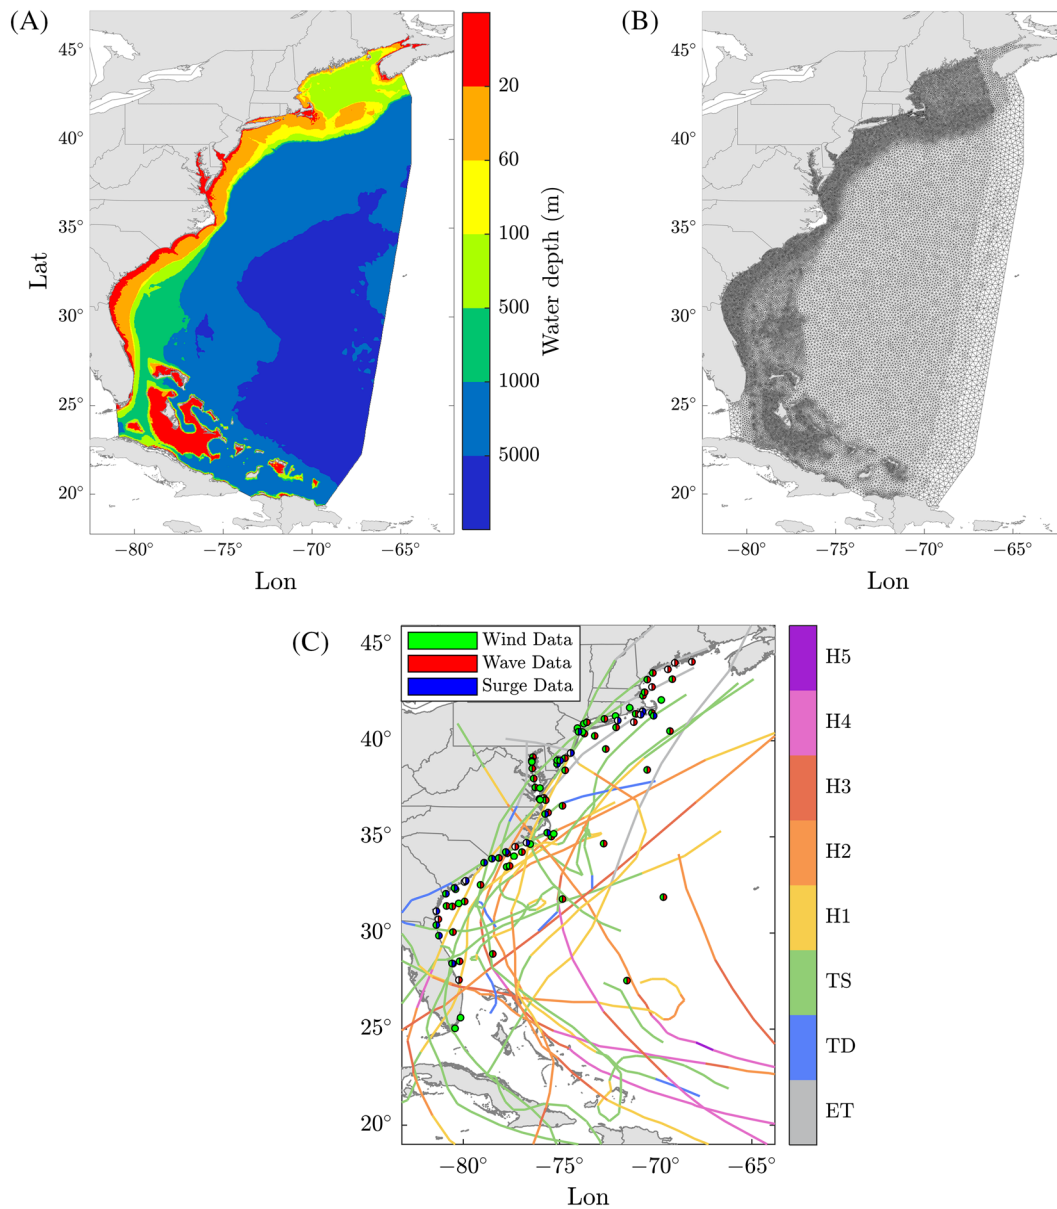 (A)
45°
40°
35°
30°
25°
20°
Lat
−80°
−75°
−70°
−65°
Lon
20
60
100
500
1000
5000
Water depth (m)
(B)
45°
40°
35°
30°
25°
20°
−80°
−75°
−70°
−65°
Lon
(C)
Wind Data
Wave Data
Surge Data
45°
40°
35°
30°
25°
20°
−80°
−75°
−70°
−65°
Lon
H5
H4
H3
H2
H1
TS
TD
ET